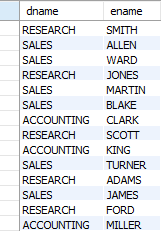 dname ename
RESEARCH SMITH
SALES ALLEN
SALES WARD
RESEARCH JONES
SALES MARTIN
SALES BLAKE
ACCOUNTING CLARK
RESEARCH SCOTT
ACCOUNTING KING
SALES TURNER
RESEARCH ADAMS
SALES JAMES
RESEARCH FORD
ACCOUNTING MILLER